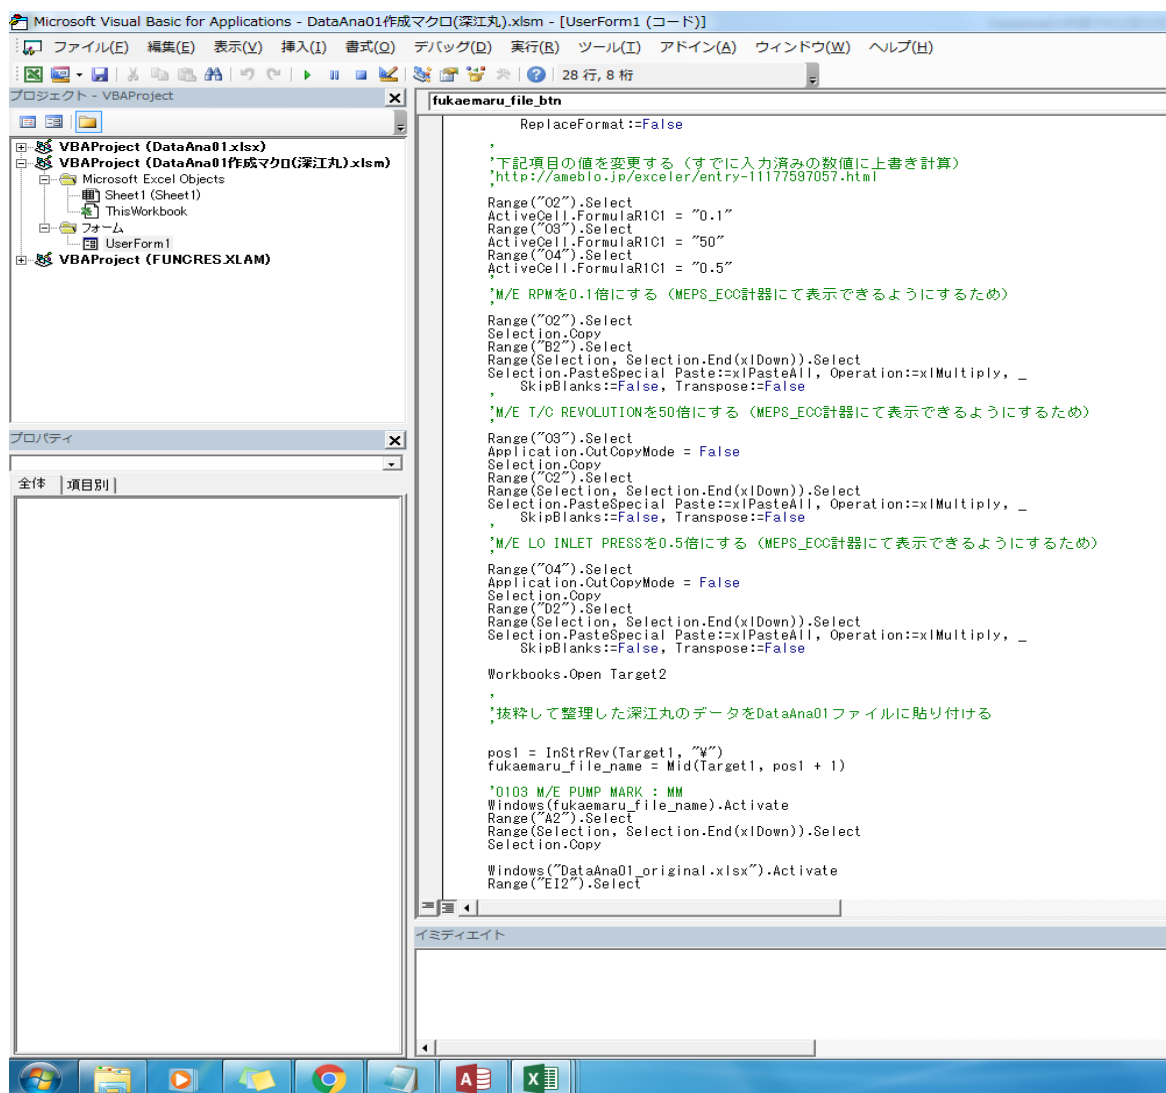 Microsoft Visual Basic for Applications - DataAna01作成マクロ(深江丸).xlsm - [UserForm1 (コード)]
ファイル(F) 編集(E) 表示(V) 挿入(I) 書式(O) デバッグ(D) 実行(R) ツール(T) アドイン(A) ウィンドウ(W) ヘルプ(H)
28 行, 8 桁
プロジェクト - VBAProject
VBAProject (DataAna01.xlsx)
VBAProject (DataAna01作成マクロ(深江丸).xlsm)
Microsoft Excel Objects
Sheet1 (Sheet1)
ThisWorkbook
フォーム
UserForm1
VBAProject (FUNCRES.XLAM)
プロパティ
全体 項目別
fukaemaru_file_btn
ReplaceFormat:=False
'
'下記項目の値を変更する（すでに入力済みの数値に上書き計算）
'http://ameblo.jp/exceler/entry-11177597057.html
'
Range("O2").Select
ActiveCell.FormulaR1C1 = "0.1"
Range("O3").Select
ActiveCell.FormulaR1C1 = "50"
Range("O4").Select
ActiveCell.FormulaR1C1 = "0.5"
'
'M/E RPMを0.1倍にする（MEPS_ECC計器にて表示できるようにするため）
'
Range("O2").Select
Selection.Copy
Range("B2").Select
Range(Selection, Selection.End(xlDown)).Select
Selection.PasteSpecial Paste:=xlPasteAll, Operation:=xlMultiply, _
SkipBlanks:=False, Transpose:=False
'
'M/E T/C REVOLUTIONを50倍にする（MEPS_ECC計器にて表示できるようにするため）
'
Range("O3").Select
Application.CutCopyMode = False
Selection.Copy
Range("C2").Select
Range(Selection, Selection.End(xlDown)).Select
Selection.PasteSpecial Paste:=xlPasteAll, Operation:=xlMultiply, _
SkipBlanks:=False, Transpose:=False
'
'M/E LO INLET PRESSを0.5倍にする（MEPS_ECC計器にて表示できるようにするため）
'
Range("O4").Select
Application.CutCopyMode = False
Selection.Copy
Range("D2").Select
Range(Selection, Selection.End(xlDown)).Select
Selection.PasteSpecial Paste:=xlPasteAll, Operation:=xlMultiply, _
SkipBlanks:=False, Transpose:=False
Workbooks.Open Target2
'
'抜粋して整理した深江丸のデータをDataAna01ファイルに貼り付ける
'
pos1 = InStrRev(Target1, "¥")
fukaemaru_file_name = Mid(Target1, pos1 + 1)
'0103 M/E PUMP MARK : MM
Windows(fukaemaru_file_name).Activate
Range("A2").Select
Range(Selection, Selection.End(xlDown)).Select
Selection.Copy
Windows("DataAna01_original.xlsx").Activate
Range("EI2").Select
イミディエイト